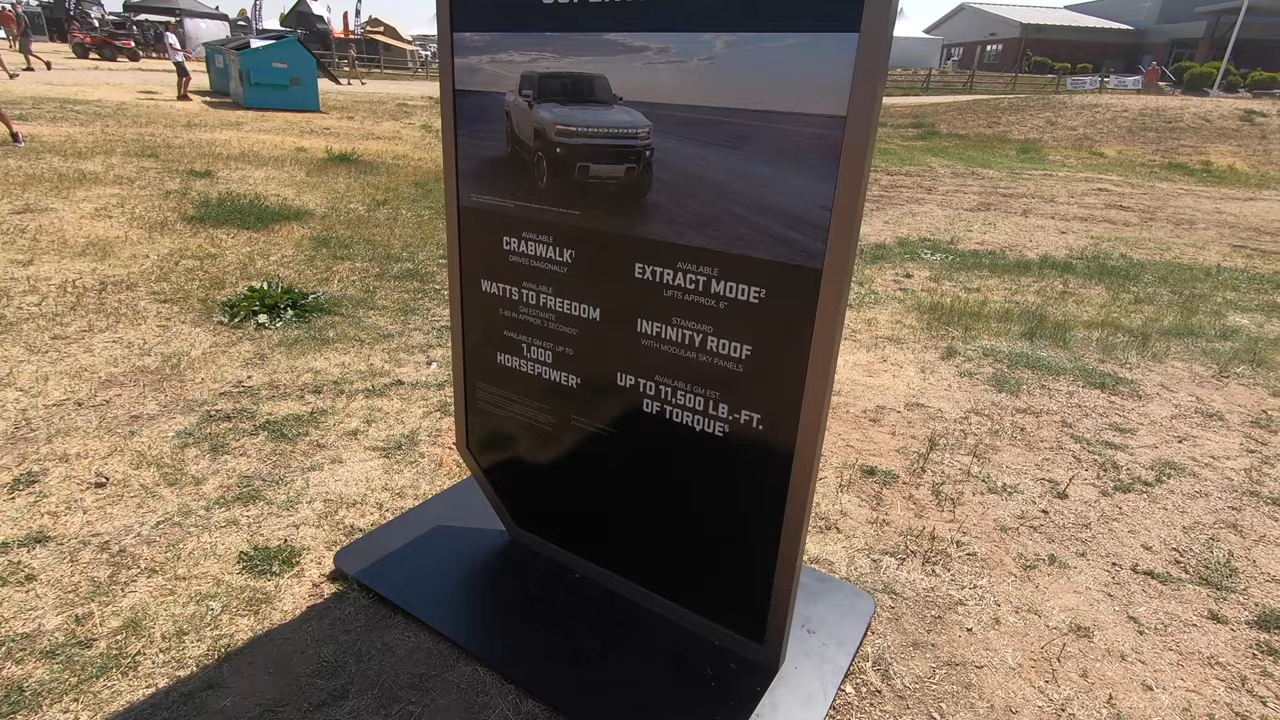 AVAILABLE
CRABWALK¹
DRIVES DIAGONALLY
AVAILABLE
WATTS TO FREEDOM
GM ESTIMATE
0-60 IN APPROX. 3 SECONDS³
AVAILABLE GM EST. UP TO
1,000
HORSEPOWER⁴
AVAILABLE
EXTRACT MODE²
LIFTS APPROX. 6"
STANDARD
INFINITY ROOF
WITH MODULAR SKY PANELS
AVAILABLE GM EST.
UP TO 11,500 LB.-FT.
OF TORQUE⁵